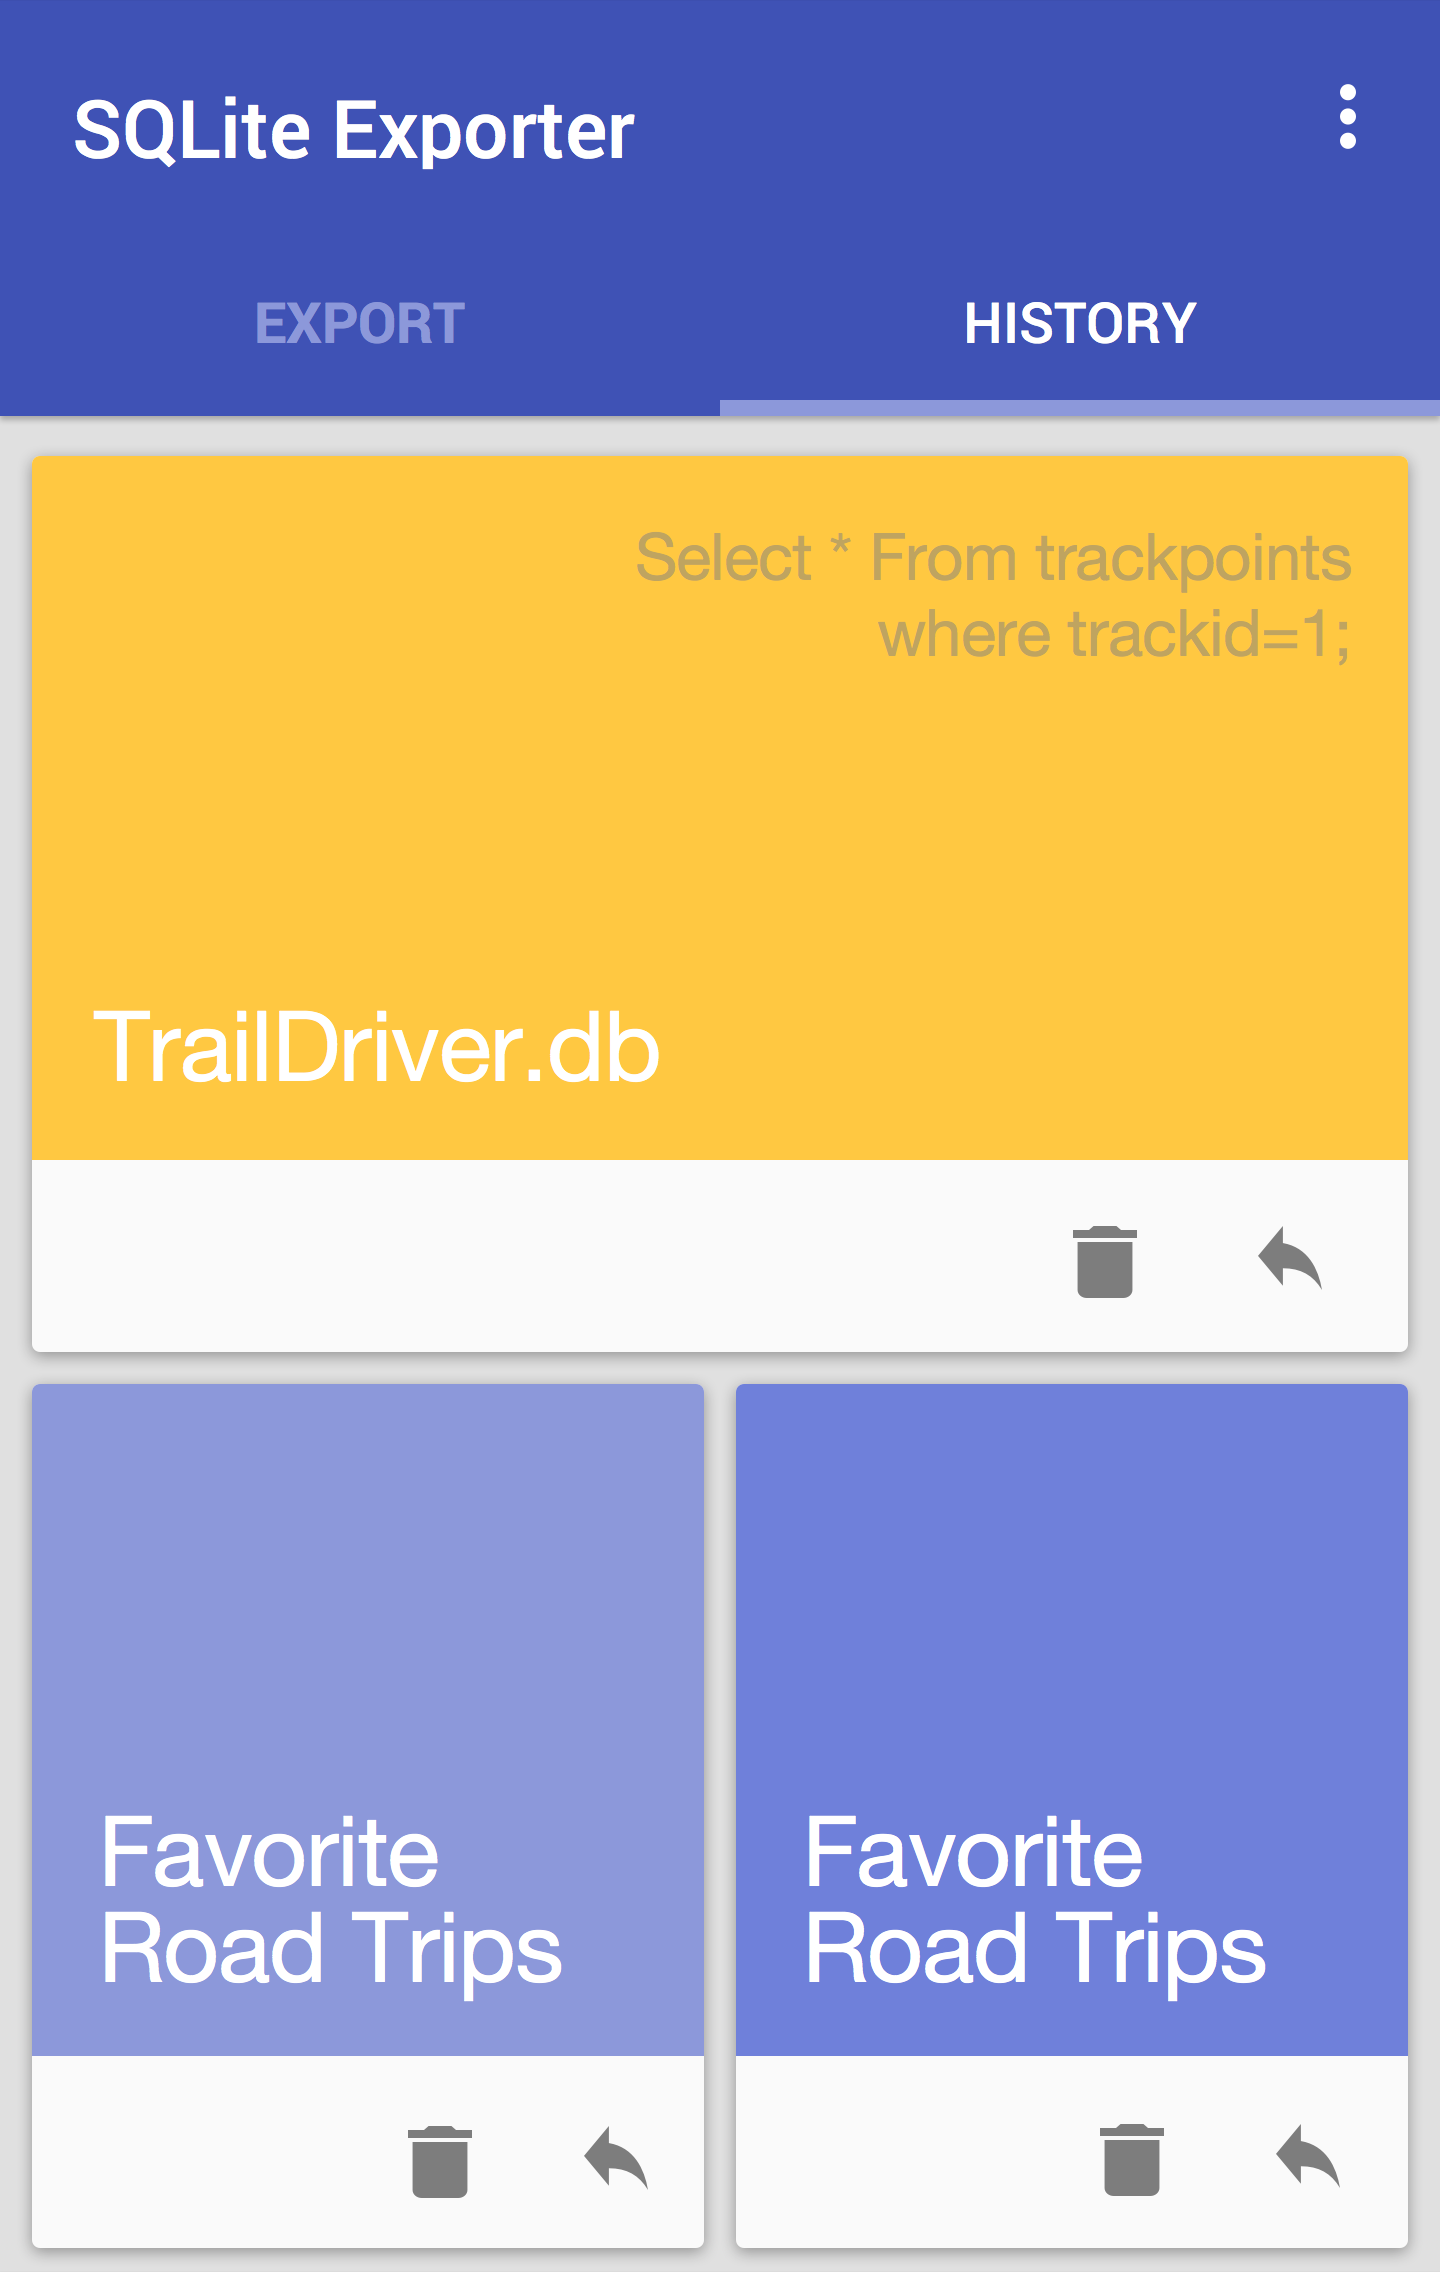 SQLite Exporter
EXPORT
HISTORY
Select * From trackpoints
where trackid=1;
TrailDriver.db
Favorite
Road Trips
Favorite
Road Trips